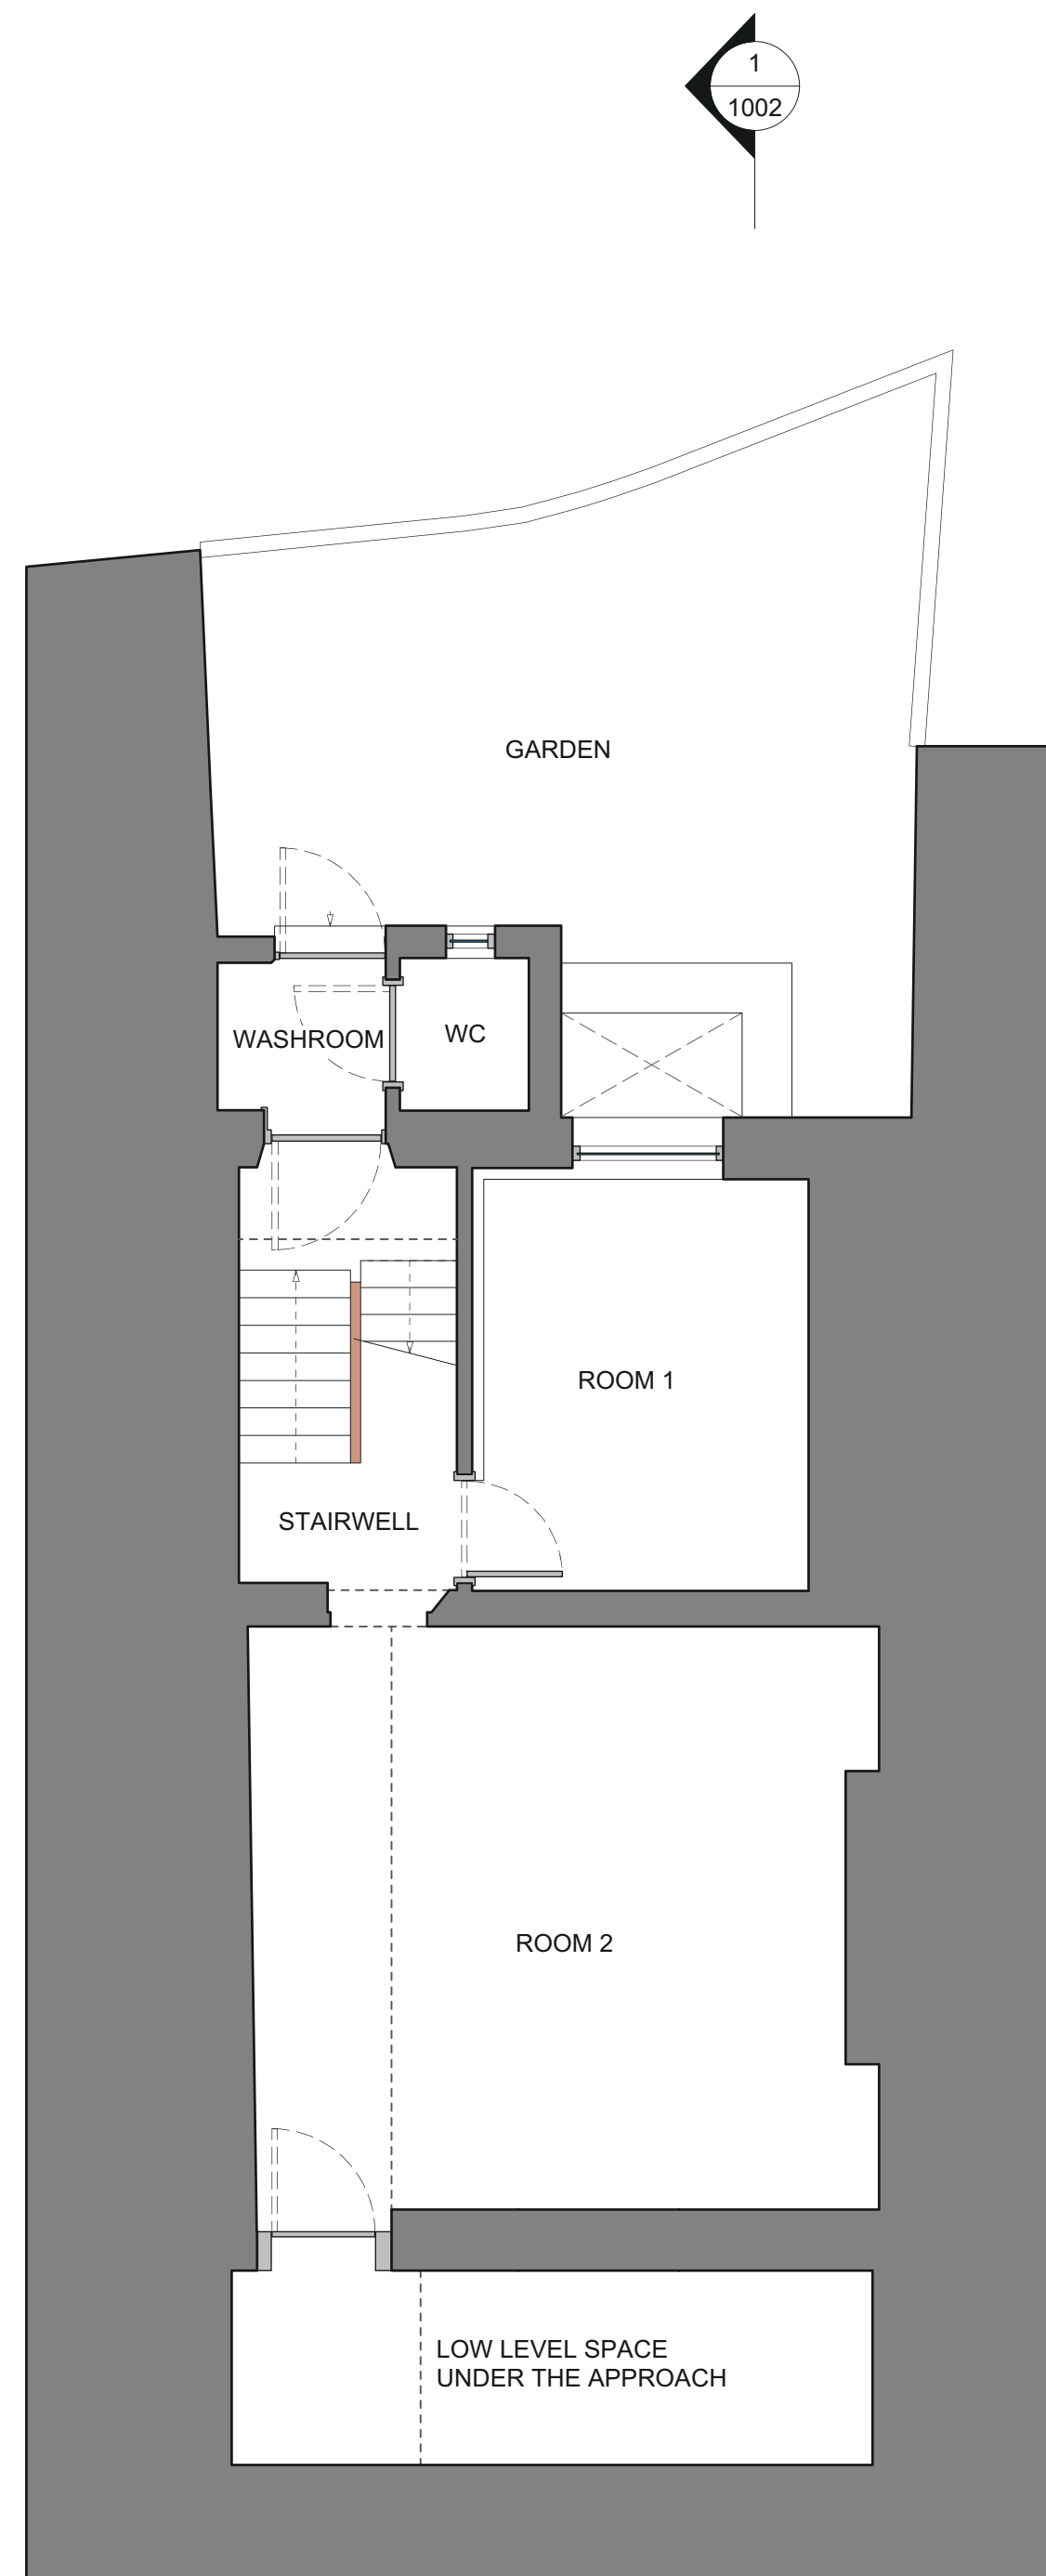 1
1002
GARDEN
WASHROOM
WC
ROOM 1
STAIRWELL
ROOM 2
LOW LEVEL SPACE
UNDER THE APPROACH